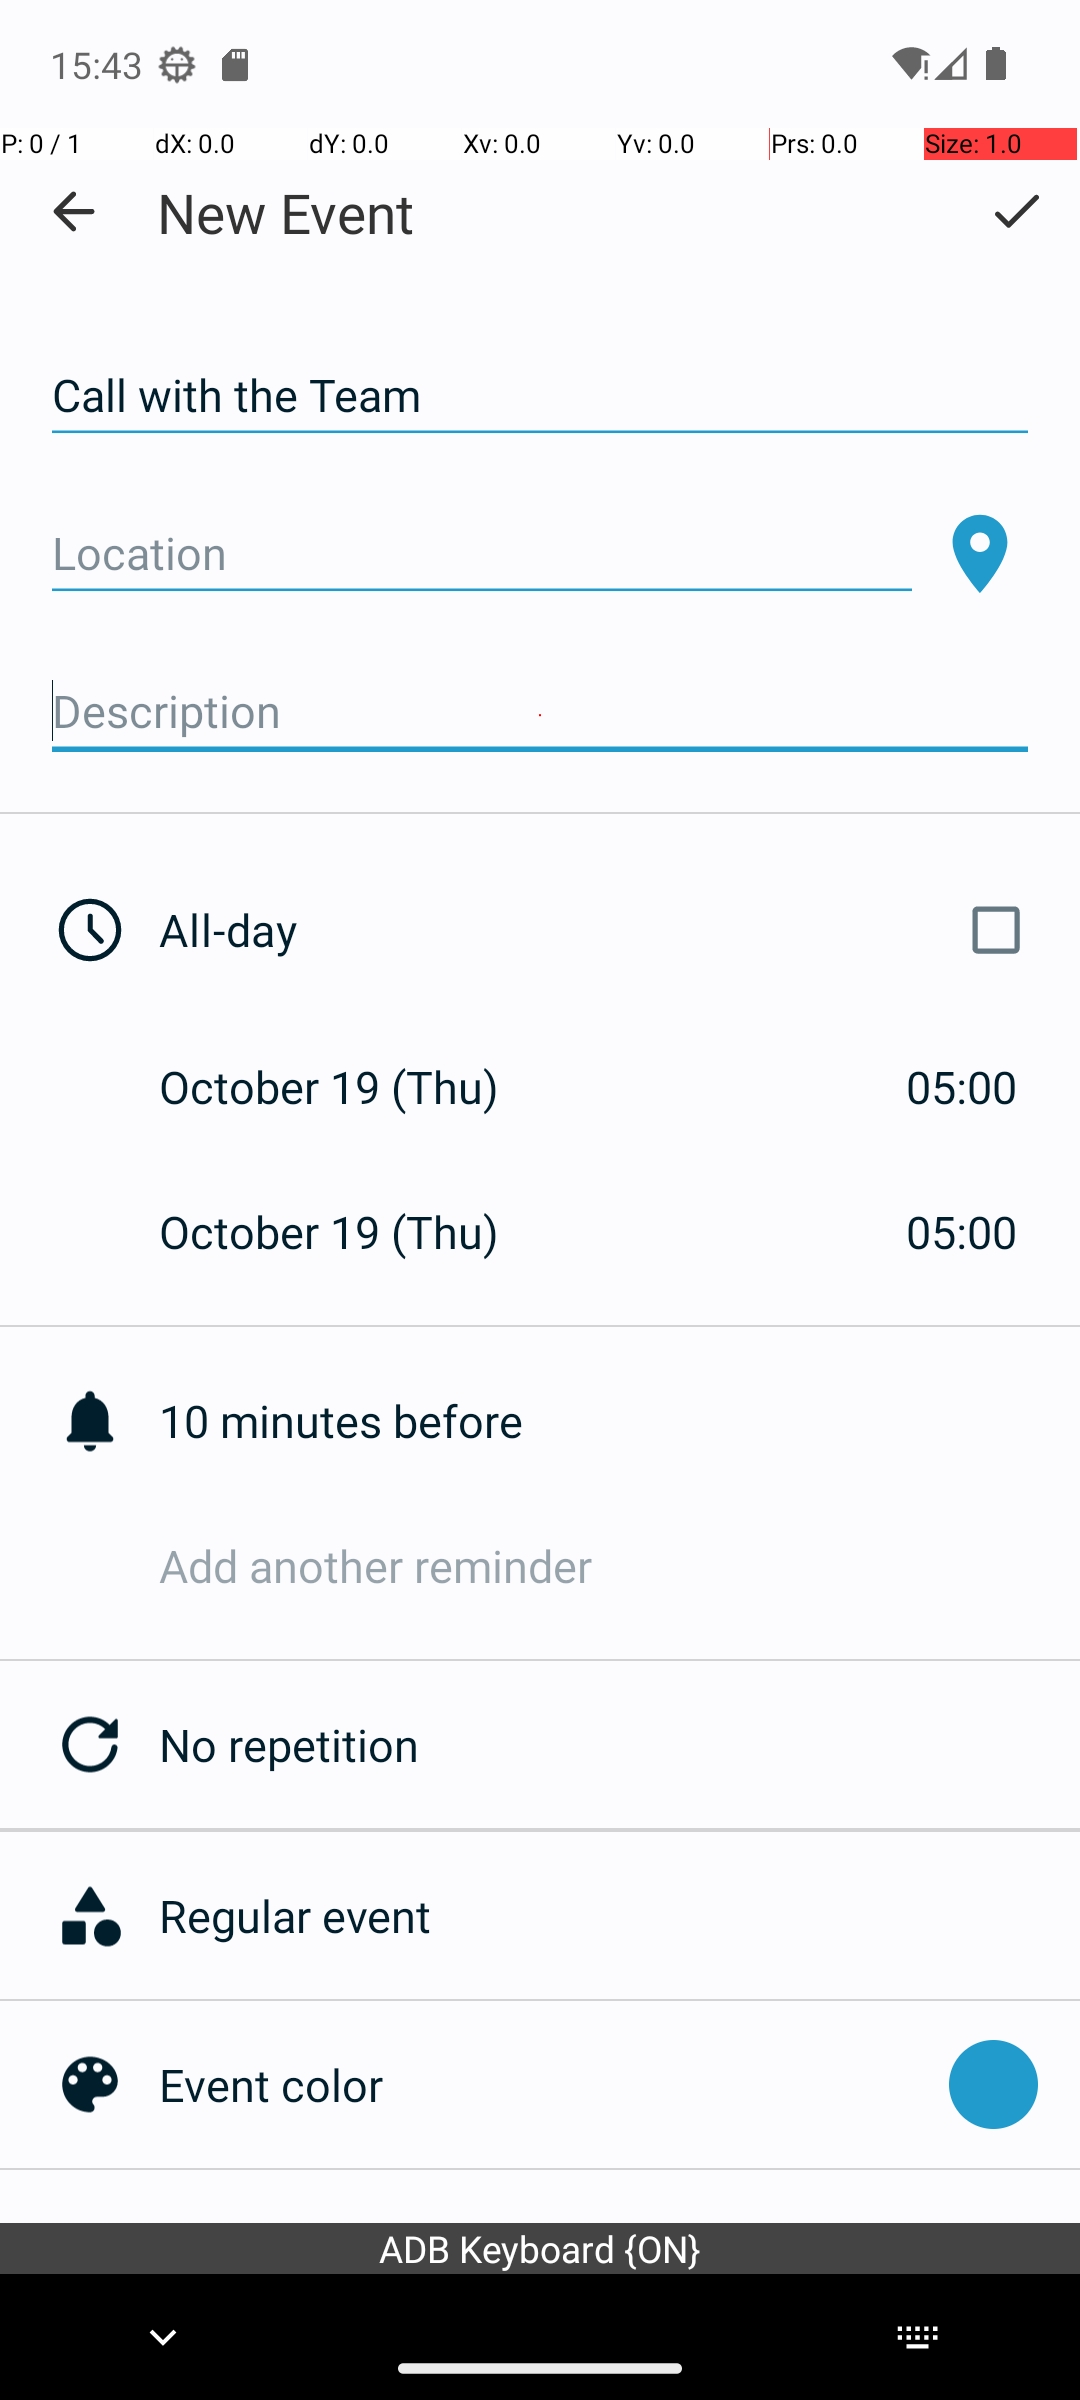 15:43
P: 0 / 1 dX: 0.0 dY: 0.0 Xv: 0.0 Yv: 0.0 Prs: 0.0 Size: 1.0
New Event
Call with the Team
Location
Description
All-day
October 19 (Thu) 05:00
October 19 (Thu) 05:00
10 minutes before
Add another reminder
No repetition
Regular event
Event color
ADB Keyboard {ON}